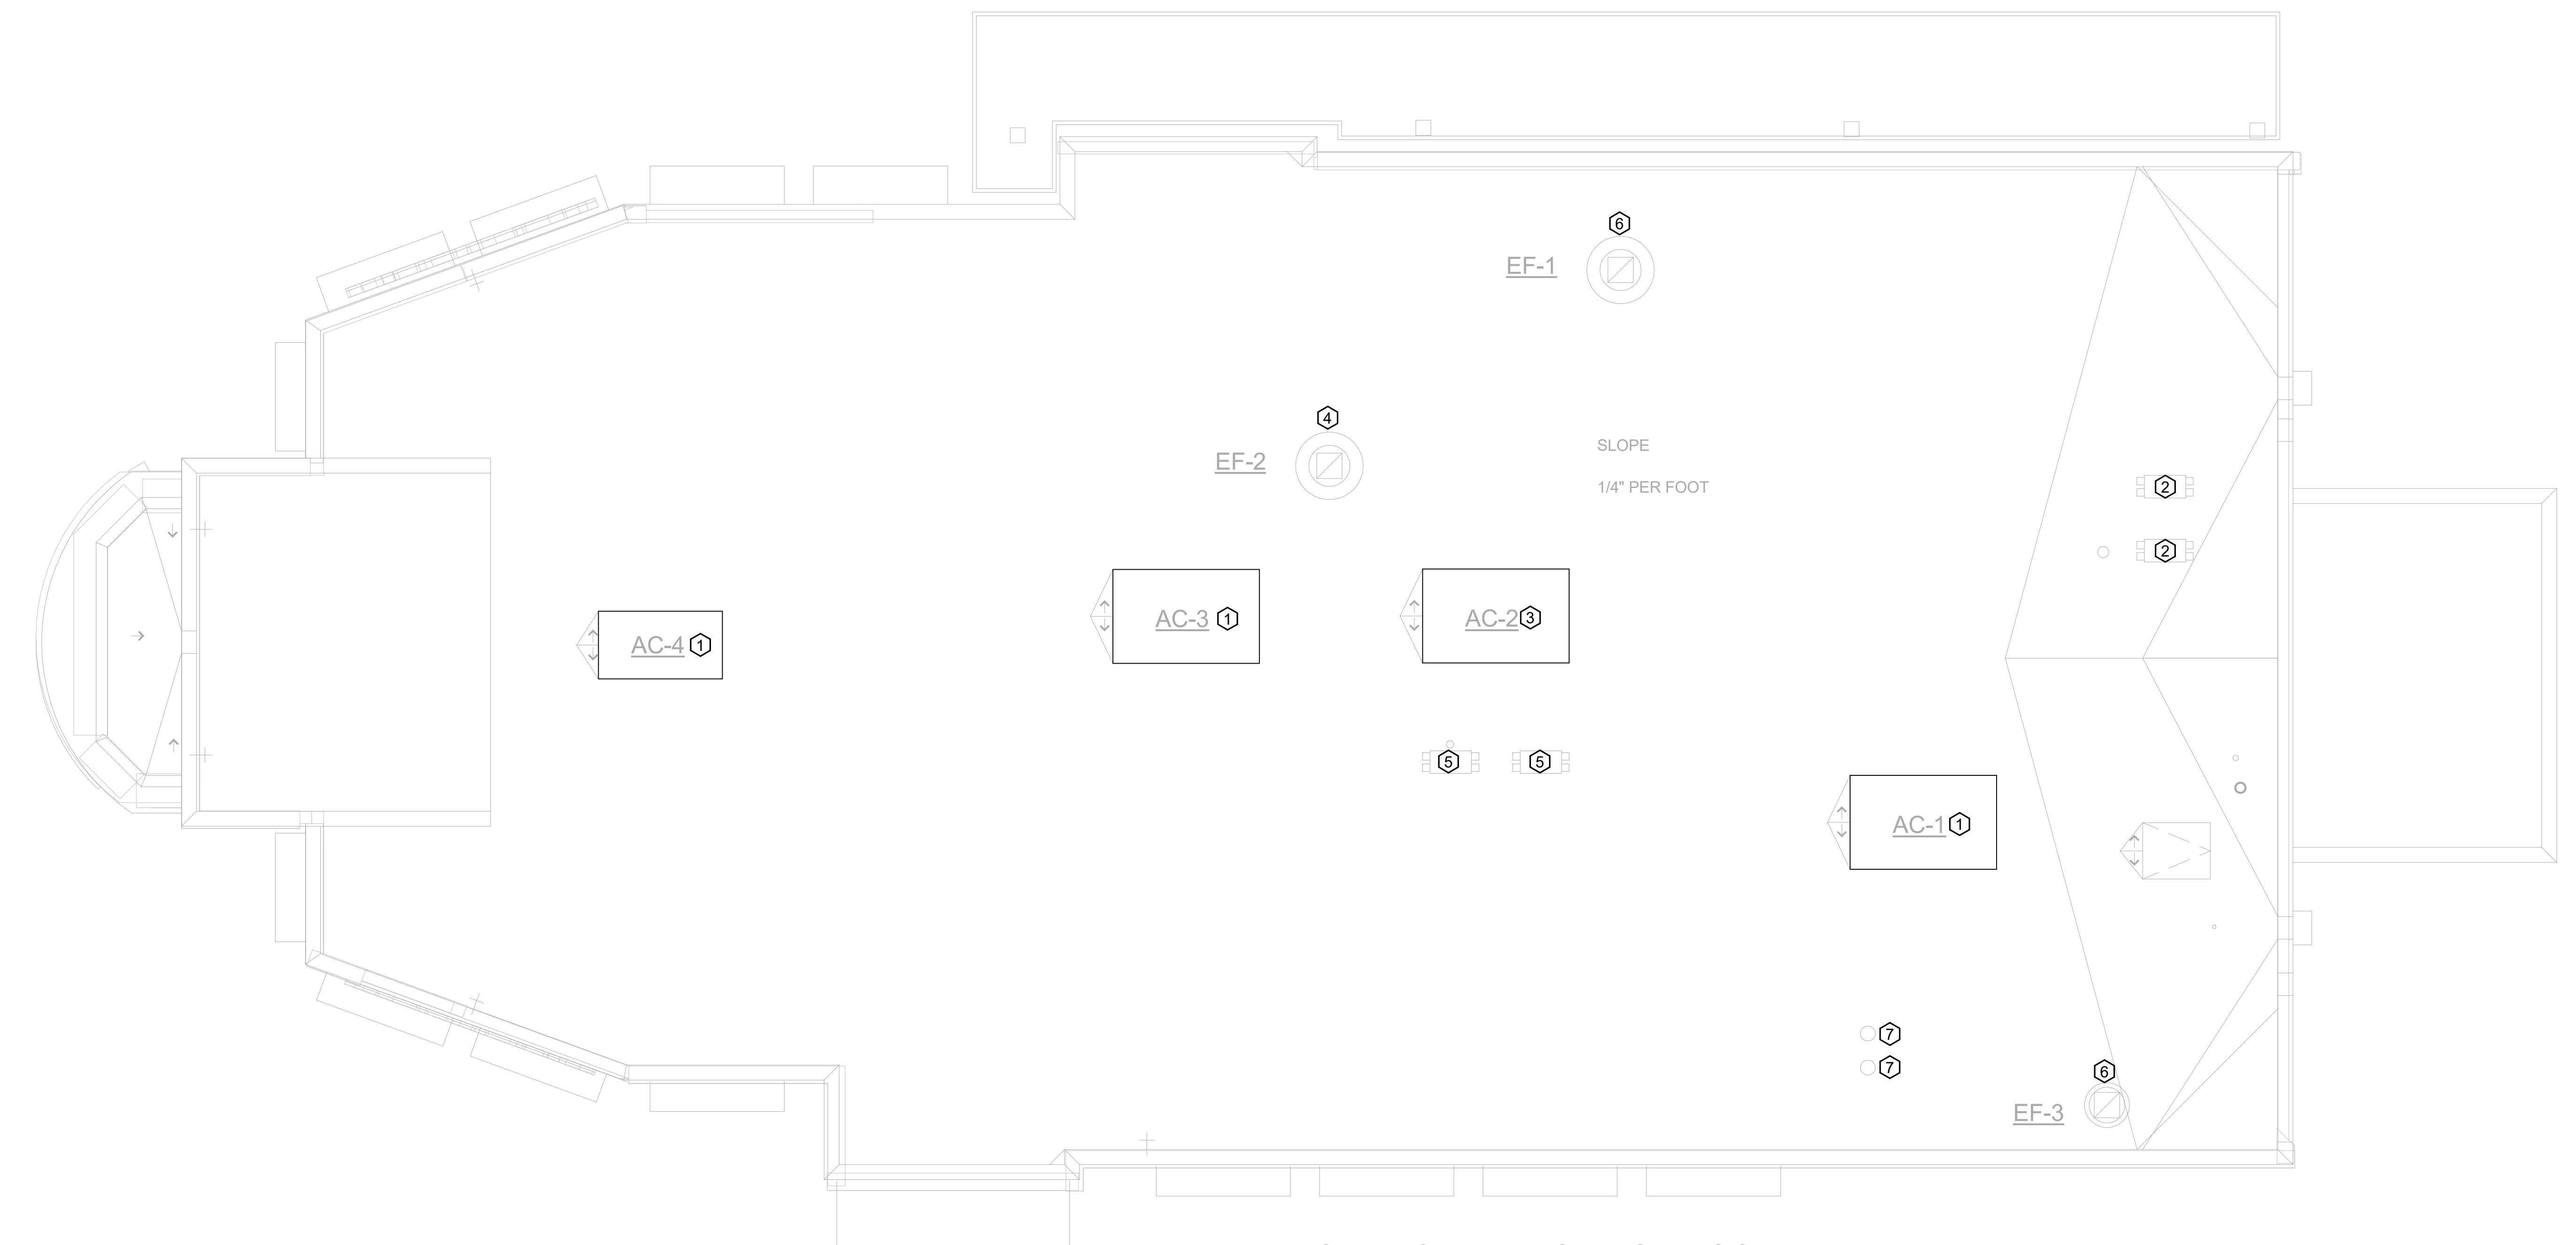 6
EF-1
4
EF-2
SLOPE
1/4" PER FOOT
2
2
AC-4 1
AC-3 1
AC-2 3
5
5
AC-1 1
7
7
6
EF-3